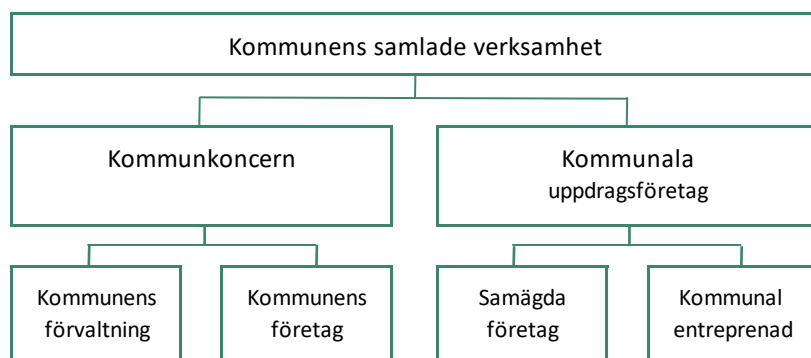 Kommunens samlade verksamhet
Kommunkoncern
Kommunala
uppdragsföretag
Kommunens
förvaltning
Kommunens
företag
Samägda
företag
Kommunal
entreprenad